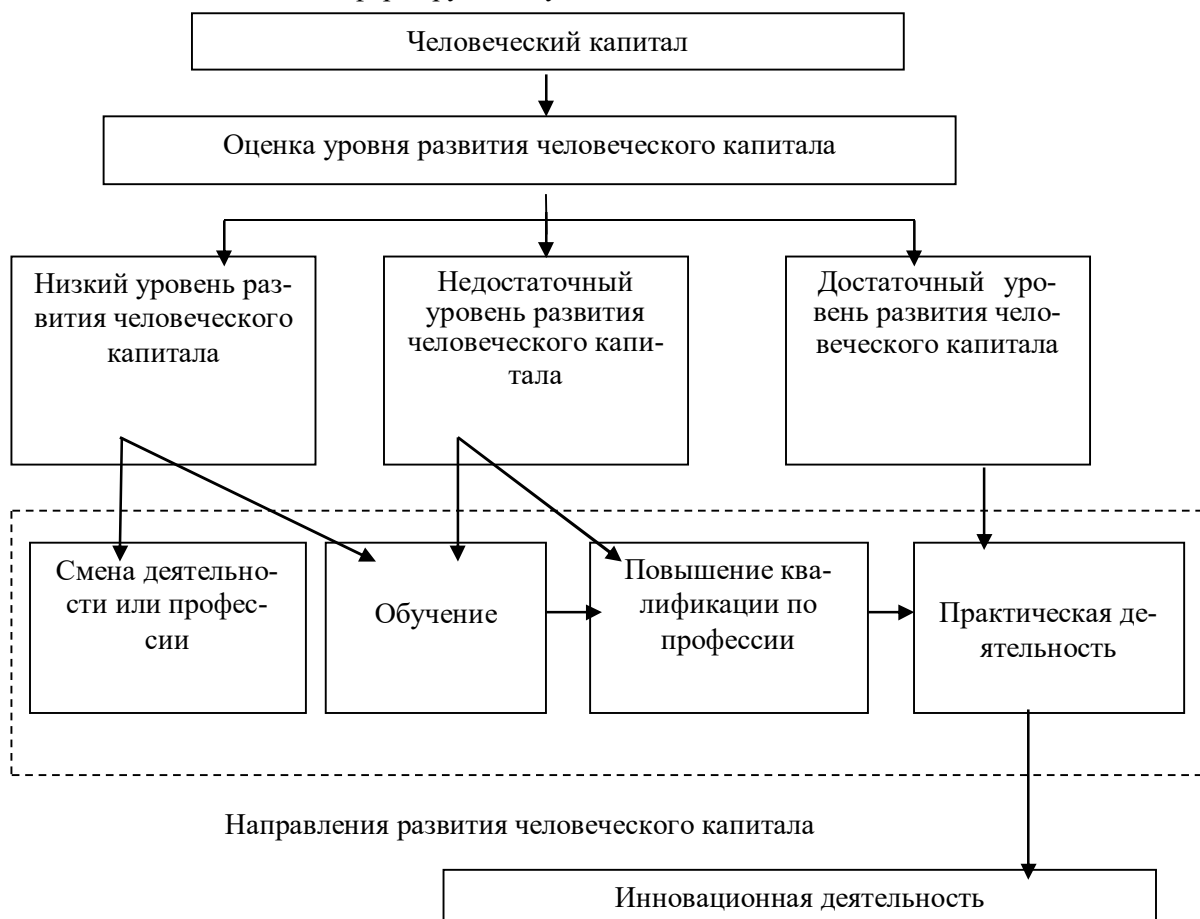 Человеческий капитал
Оценка уровня развития человеческого капитала
Низкий уровень раз-
вития человеческого
капитала
Недостаточный
уровень развития
человеческого капи-
тала
Достаточный уро-
вень развития чело-
веческого капитала
Смена деятельно-
сти или профес-
сии
Обучение
Повышение ква-
лификации по
профессии
Практическая де-
ятельность
Направления развития человеческого капитала
Инновационная деятельность